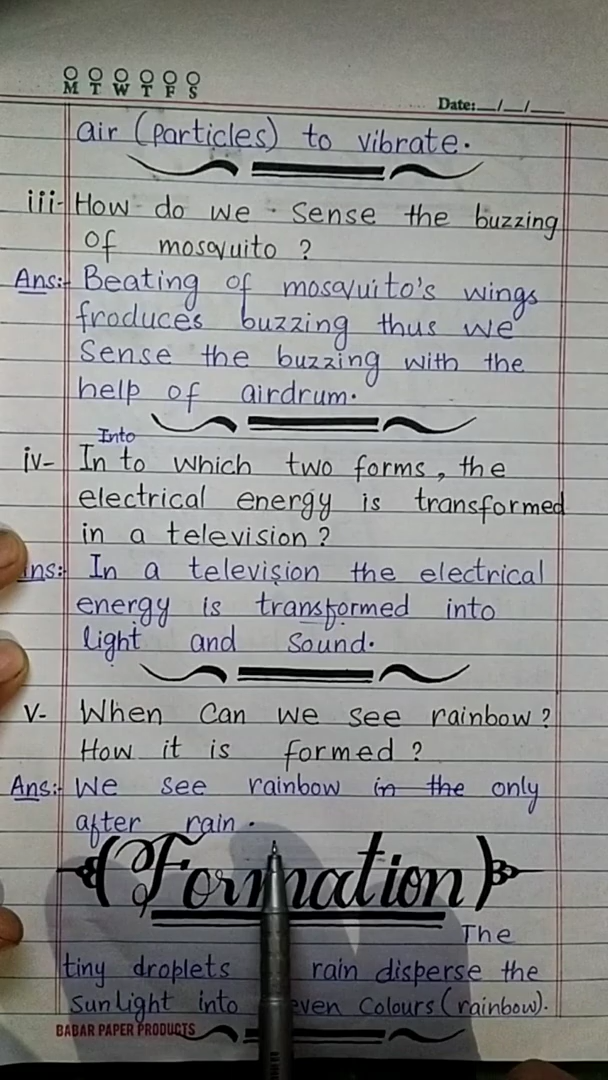 M T W T F S
Date:__/__/____
air (particles) to vibrate.
iii- How do we sense the buzzing
of mosquito ?
Ans:- Beating of mosquito's wings
froduces buzzing thus we
sense the buzzing with the
help of airdrum.
Into
iv- In to which two forms, the
electrical energy is transformed
in a television ?
ns:- In a television the electrical
energy is transformed into
light and sound.
v- When can we see rainbow ?
How it is formed ?
Ans:- We see rainbow in the only
after rain.
(Formation)
The
tiny droplets rain disperse the
sunlight into even colours (rainbow).
BABAR PAPER PRODUCTS